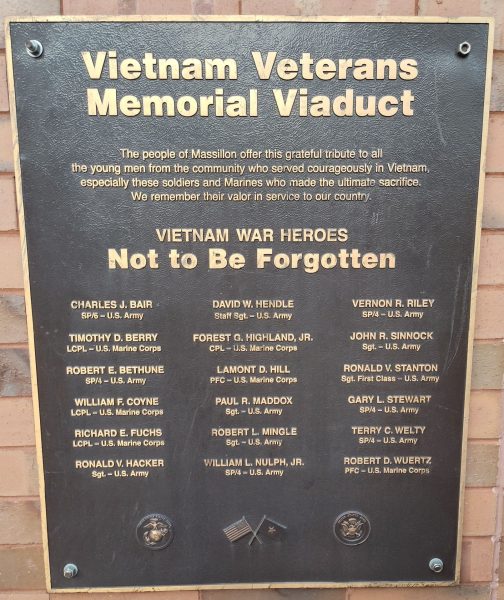 Vietnam Veterans
Memorial Viaduct
The people of Massillon offer this grateful tribute to all
the young men from the community who served courageously in Vietnam,
especially these soldiers and Marines who made the ultimate sacrifice.
We remember their valor in service to our country.
VIETNAM WAR HEROES
Not to Be Forgotten
CHARLES J. BAIR
SP/5 – U.S. Army
TIMOTHY D. BERRY
LCPL – U.S. Marine Corps
ROBERT E. BETHUNE
SP/4 – U.S. Army
WILLIAM F. COYNE
LCPL – U.S. Marine Corps
RICHARD E. FUCHS
LCPL – U.S. Marine Corps
RONALD V. HACKER
Sgt. – U.S. Army
DAVID W. HENDLE
Staff Sgt. – U.S. Army
FOREST G. HIGHLAND, JR.
CPL – U.S. Marine Corps
LAMONT D. HILL
PFC – U.S. Marine Corps
PAUL R. MADDOX
Sgt. – U.S. Army
ROBERT L. MINGLE
Sgt. – U.S. Army
WILLIAM L. NULPH, JR.
SP/4 – U.S. Army
VERNON R. RILEY
SP/4 – U.S. Army
JOHN R. SINNOCK
Sgt. – U.S. Army
RONALD V. STANTON
Sgt. First Class – U.S. Army
GARY L. STEWART
SP/4 – U.S. Army
TERRY C. WELTY
SP/4 – U.S. Army
ROBERT D. WUERTZ
PFC – U.S. Marine Corps